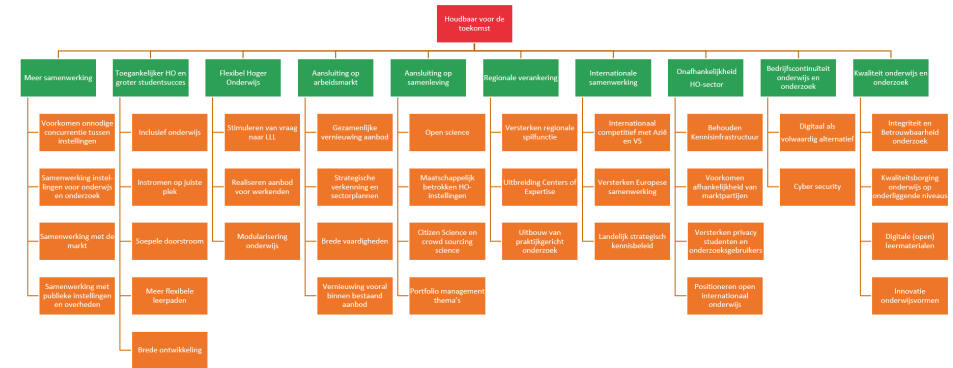 Houdbaar voor de
toekomst
Meer samenwerking
Voorkomen onnodige
concurrentie tussen
instellingen
Samenwerking instel-
lingen voor onderwijs
en onderzoek
Samenwerking met de
markt
Samenwerking met
publieke instellingen
en overheden
Toegankelijker HO en
groter studentsucces
Inclusief onderwijs
Instromen op juiste
plek
Soepele doorstroom
Meer flexibele
leerpaden
Brede ontwikkeling
Flexibel Hoger
Onderwijs
Stimuleren van vraag
naar LLL
Realiseren aanbod
voor werkenden
Modularisering
onderwijs
Aansluiting op
arbeidsmarkt
Gezamenlijke
vernieuwing aanbod
Strategische
verkenning en
sectorplannen
Brede vaardigheden
Vernieuwing vooral
binnen bestaand
aanbod
Aansluiting op
samenleving
Open science
Maatschappelijk
betrokken HO-
instellingen
Citizen Science en
crowd sourcing
science
Portfolio management
thema's
Regionale verankering
Versterken regionale
spilfunctie
Uitbreiding Centers of
Expertise
Uitbouw van
praktijkgericht
onderzoek
Internationale
samenwerking
Internationaal
competitief met Azië
en VS
Versterken Europese
samenwerking
Landelijk strategisch
kennisbeleid
Onafhankelijkheid
HO-sector
Behouden
Kennisinfrastructuur
Voorkomen
afhankelijkheid van
marktpartijen
Versterken privacy
studenten en
onderzoeksgebruikers
Positioneren open
internationaal
onderwijs
Bedrijfscontinuïteit
onderwijs en
onderzoek
Digitaal als
volwaardig alternatief
Cyber security
Kwaliteit onderwijs en
onderzoek
Integriteit en
Betrouwbaarheid
onderzoek
Kwaliteitsborging
onderwijs op
onderliggende niveaus
Digitale (open)
leermaterialen
Innovatie
onderwijsvormen